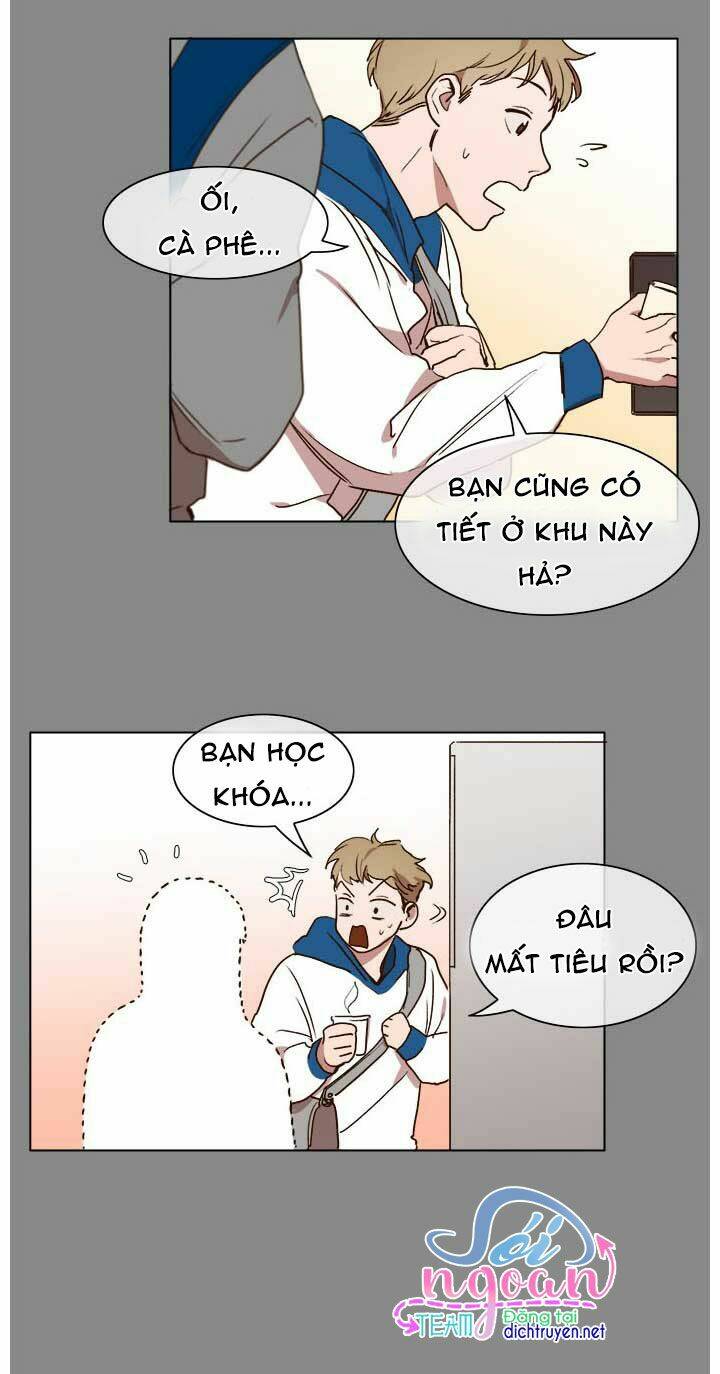 ỐI,
CÀ PHÊ...
BẠN CŨNG CÓ
TIẾT Ở KHU NÀY
HẢ?
BẠN HỌC
KHÓA...
ĐÂU
MẤT TIÊU RỒI?
Sói
ngoan
TEAM
Đăng tại
dichtruyen.net